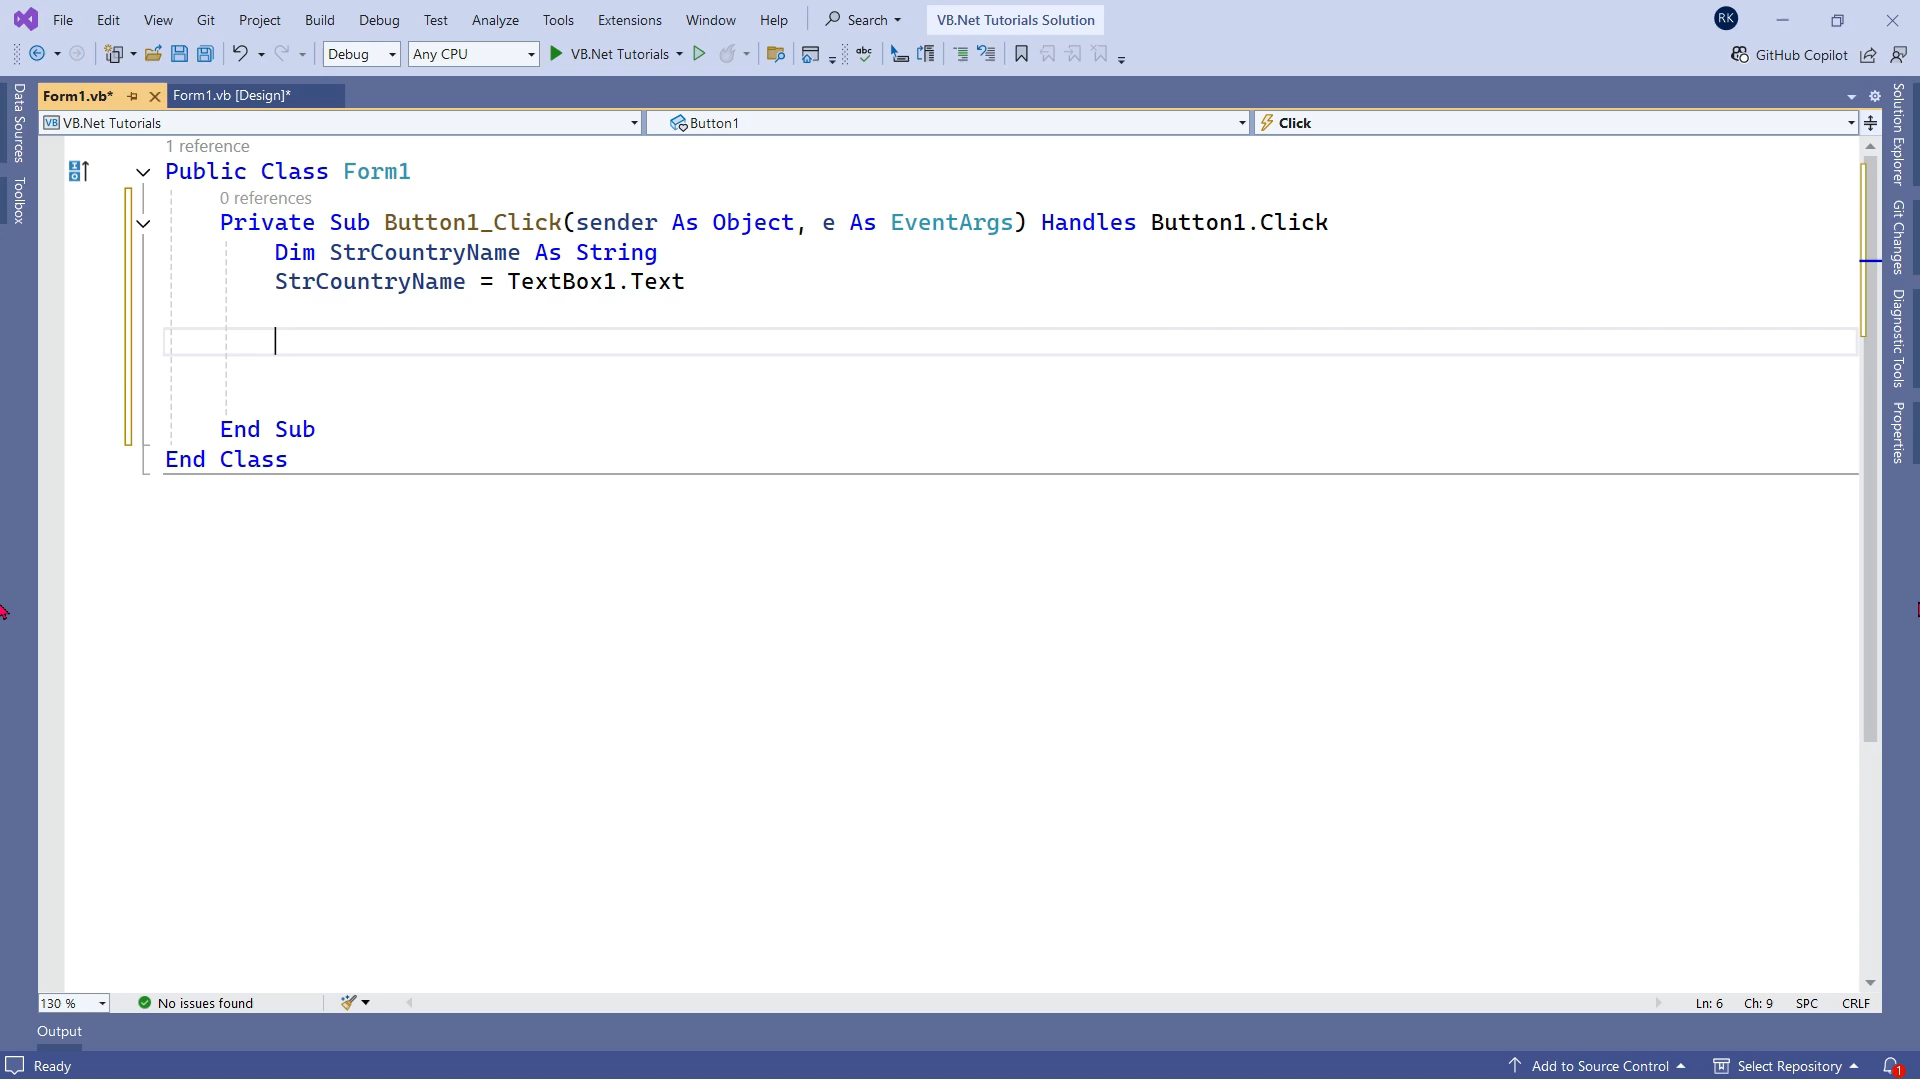 File Edit View Git Project Build Debug Test Analyze Tools Extensions Window Help Search VB.Net Tutorials Solution RK
Debug Any CPU VB.Net Tutorials abc GitHub Copilot
Form1.vb* Form1.vb [Design]*
VB VB.Net Tutorials Button1 Click
Data Sources
Toolbox
1 reference
Public Class Form1
0 references
Private Sub Button1_Click(sender As Object, e As EventArgs) Handles Button1.Click
Dim StrCountryName As String
StrCountryName = TextBox1.Text
End Sub
End Class
Solution Explorer
Git Changes
Diagnostic Tools
Properties
130 % No issues found Ln: 6 Ch: 9 SPC CRLF
Output
Ready Add to Source Control Select Repository 1